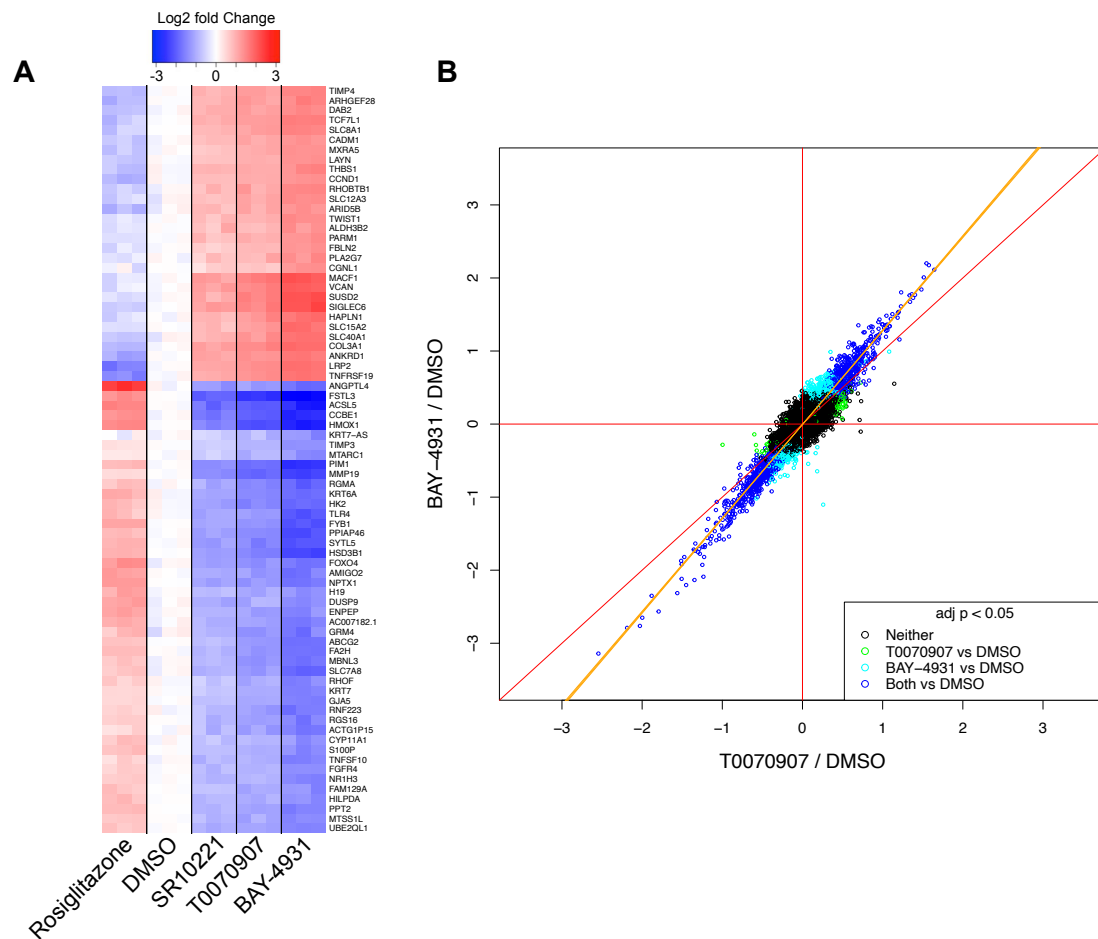 Log2 fold Change
-3
0
3
A
B
TIMP4
ARHGEF28
DAB2
TCF7L1
SLC8A1
CADM1
MXRA5
LAYN
THBS1
CCND1
RHOBTB1
SLC12A3
ARID5B
TWIST1
ALDH3B2
PARM1
FBLN2
PLA2G7
CGNL1
MACF1
VCAN
SUSD2
SIGLEC6
HAPLN1
SLC15A2
SLC40A1
COL3A1
ANKRD1
LRP2
TNFRSF19
ANGPTL4
FSTL3
ACSL5
CCBE1
HMOX1
KRT7−AS
TIMP3
MTARC1
PIM1
MMP19
RGMA
KRT6A
HK2
TLR4
FYB1
PPIAP46
SYTL5
HSD3B1
FOXO4
AMIGO2
NPTX1
H19
DUSP9
ENPEP
AC007182.1
GRM4
ABCG2
FA2H
MBNL3
SLC7A8
RHOF
KRT7
GJA5
RNF223
RGS16
ACTG1P15
CYP11A1
S100P
TNFSF10
FGFR4
NR1H3
FAM129A
HILPDA
PPT2
MTSS1L
UBE2QL1
Rosiglitazone
DMSO
SR10221
T0070907
BAY-4931
BAY−4931 / DMSO
3
2
1
0
−1
−2
−3
−3
−2
−1
0
1
2
3
T0070907 / DMSO
adj p < 0.05
Neither
T0070907 vs DMSO
BAY−4931 vs DMSO
Both vs DMSO